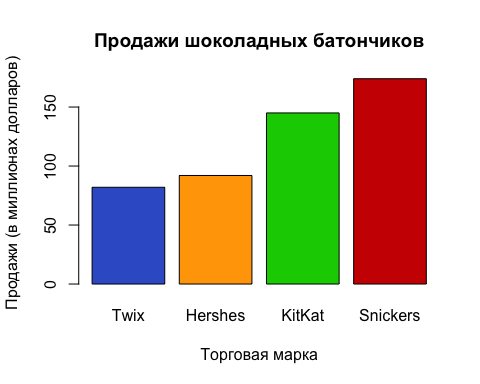 Продажи шоколадных батончиков
Продажи (в миллионах долларов)
150
100
50
0
Twix Hershes KitKat Snickers
Торговая марка